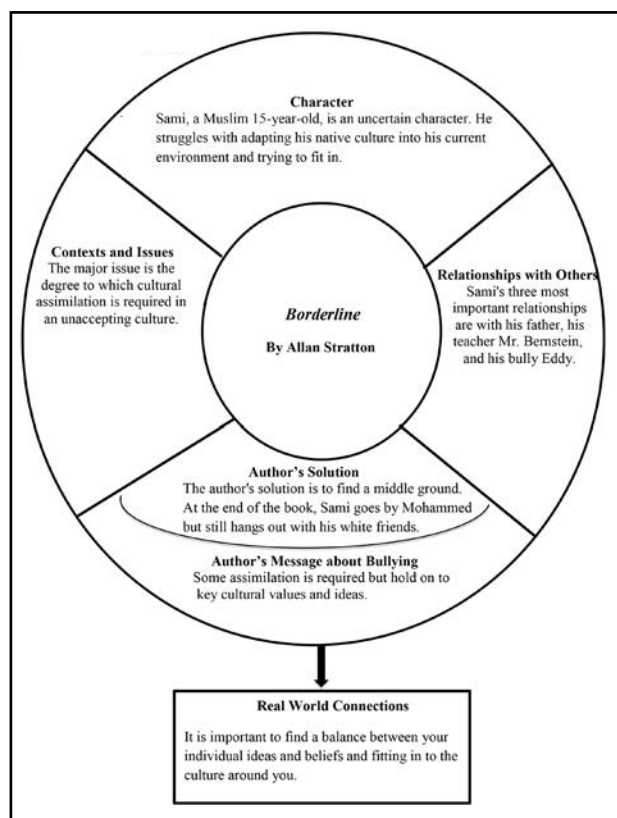 Character
Sami, a Muslim 15-year-old, is an uncertain character. He
struggles with adapting his native culture into his current
environment and trying to fit in.
Contexts and Issues
The major issue is the
degree to which cultural
assimilation is required in
an unaccepting culture.
Borderline
By Allan Stratton
Relationships with Others
Sami's three most
important relationships
are with his father, his
teacher Mr. Bernstein,
and his bully Eddy.
Author's Solution
The author's solution is to find a middle ground.
At the end of the book, Sami goes by Mohammed
but still hangs out with his white friends.
Author's Message about Bullying
Some assimilation is required but hold on to
key cultural values and ideas.
Real World Connections
It is important to find a balance between your
individual ideas and beliefs and fitting in to the
culture around you.